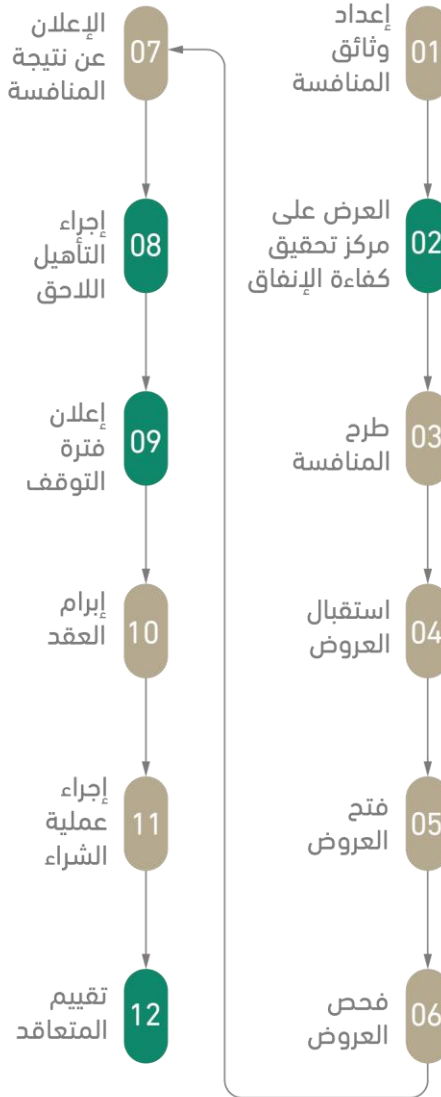 01
إعداد
وثائق
المنافسة
02
العرض على
مركز تحقيق
كفاءة الإنفاق
03
طرح
المنافسة
04
استقبال
العروض
05
فتح
العروض
06
فحص
العروض
07
الإعلان
عن نتيجة
المنافسة
08
إجراء
التأهيل
اللاحق
09
إعلان
فترة
التوقف
10
إبرام
العقد
11
إجراء
عملية
الشراء
12
تقييم
المتعاقد